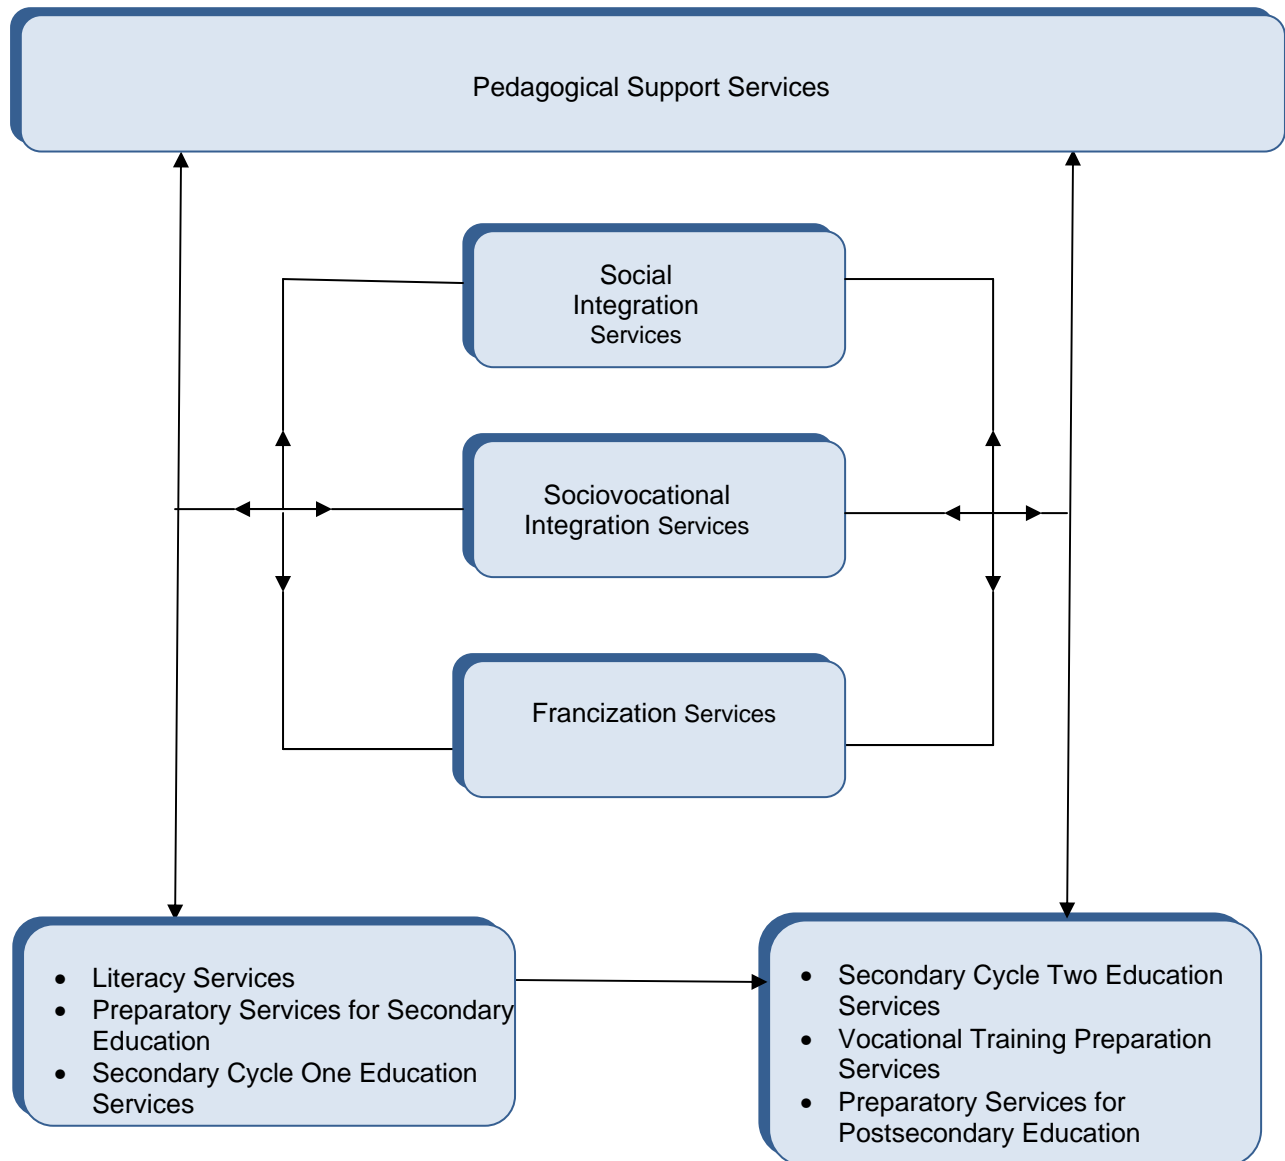 Pedagogical Support Services
Social
Integration
Services
Sociovocational
Integration Services
Francization Services
• Literacy Services
• Preparatory Services for Secondary
Education
• Secondary Cycle One Education
Services
• Secondary Cycle Two Education
Services
• Vocational Training Preparation
Services
• Preparatory Services for
Postsecondary Education